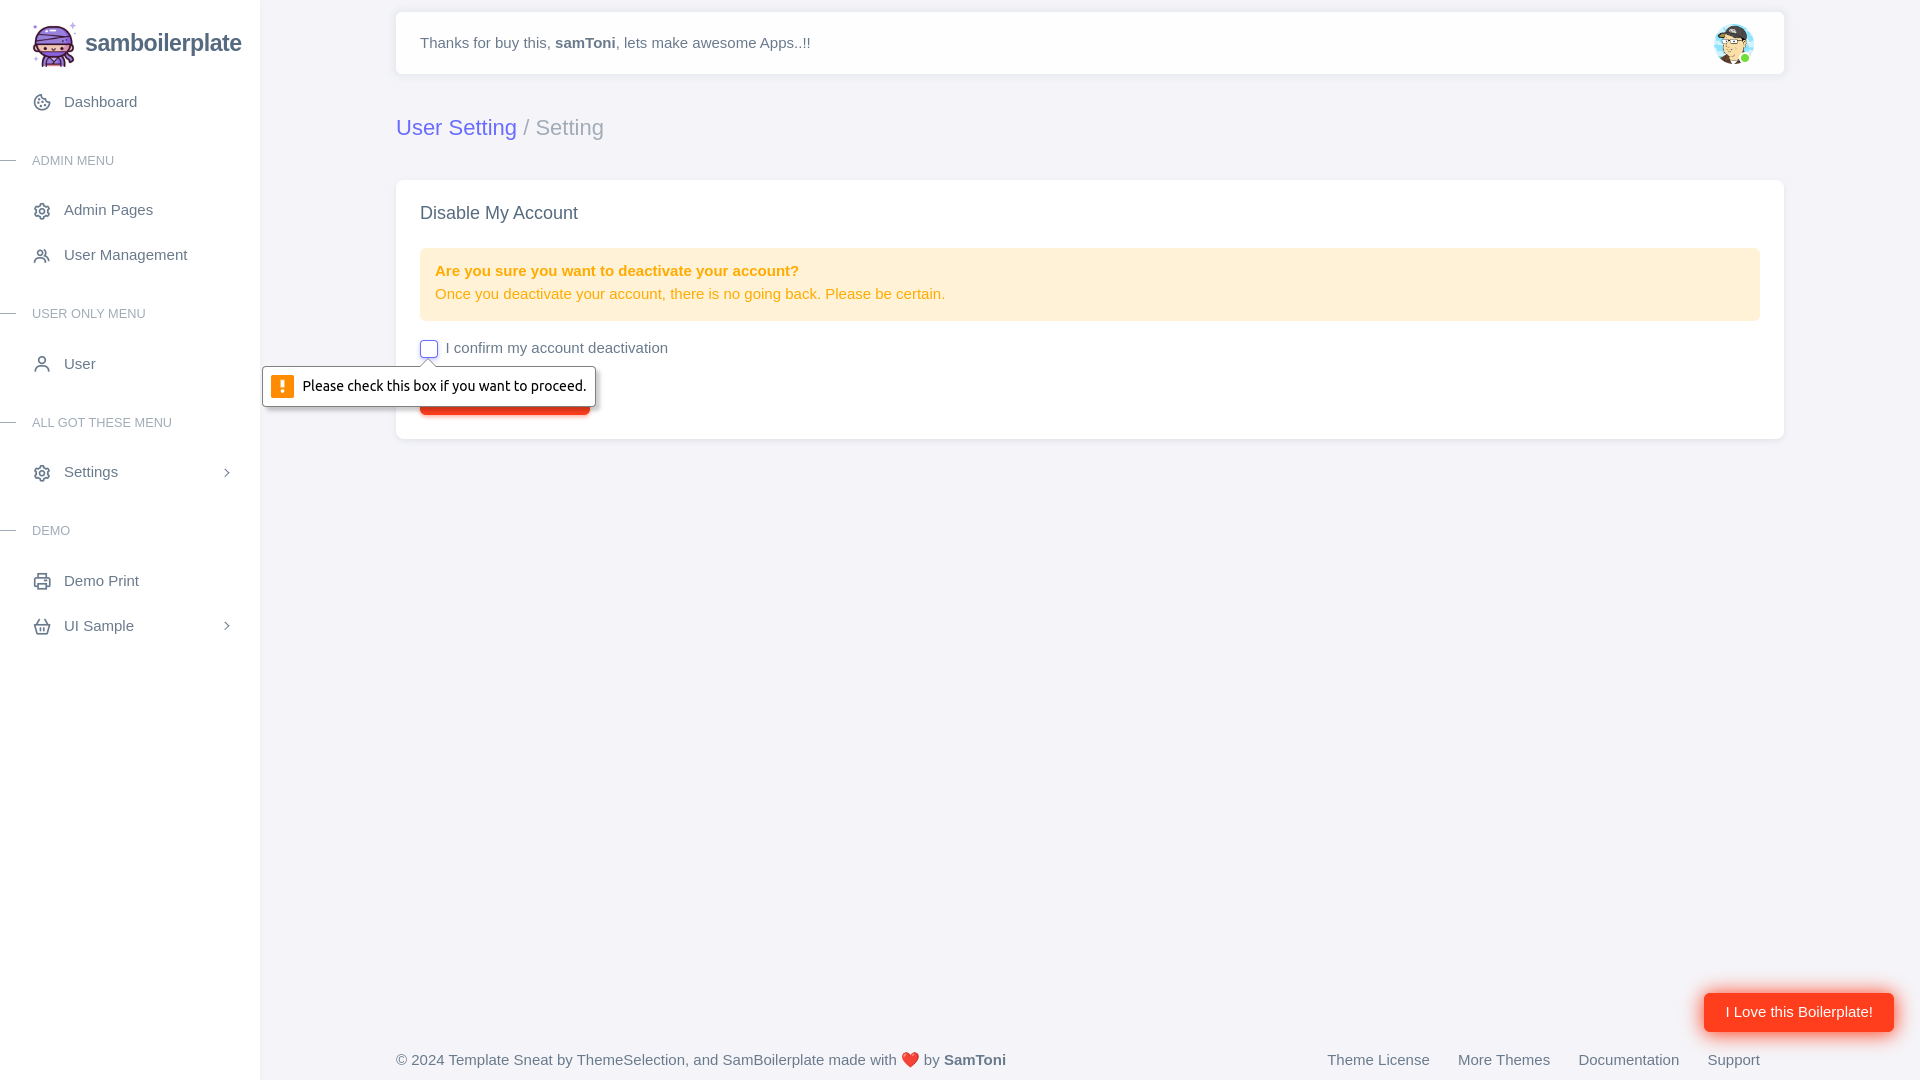 samboilerplate
Dashboard
ADMIN MENU
Admin Pages
User Management
USER ONLY MENU
User
ALL GOT THESE MENU
Settings
DEMO
Demo Print
UI Sample
Thanks for buy this, samToni, lets make awesome Apps..!!
User Setting / Setting
Disable My Account
Are you sure you want to deactivate your account?
Once you deactivate your account, there is no going back. Please be certain.
I confirm my account deactivation
Please check this box if you want to proceed.
I Love this Boilerplate!
© 2024 Template Sneat by ThemeSelection, and SamBoilerplate made with ❤️ by SamToni
Theme License More Themes Documentation Support